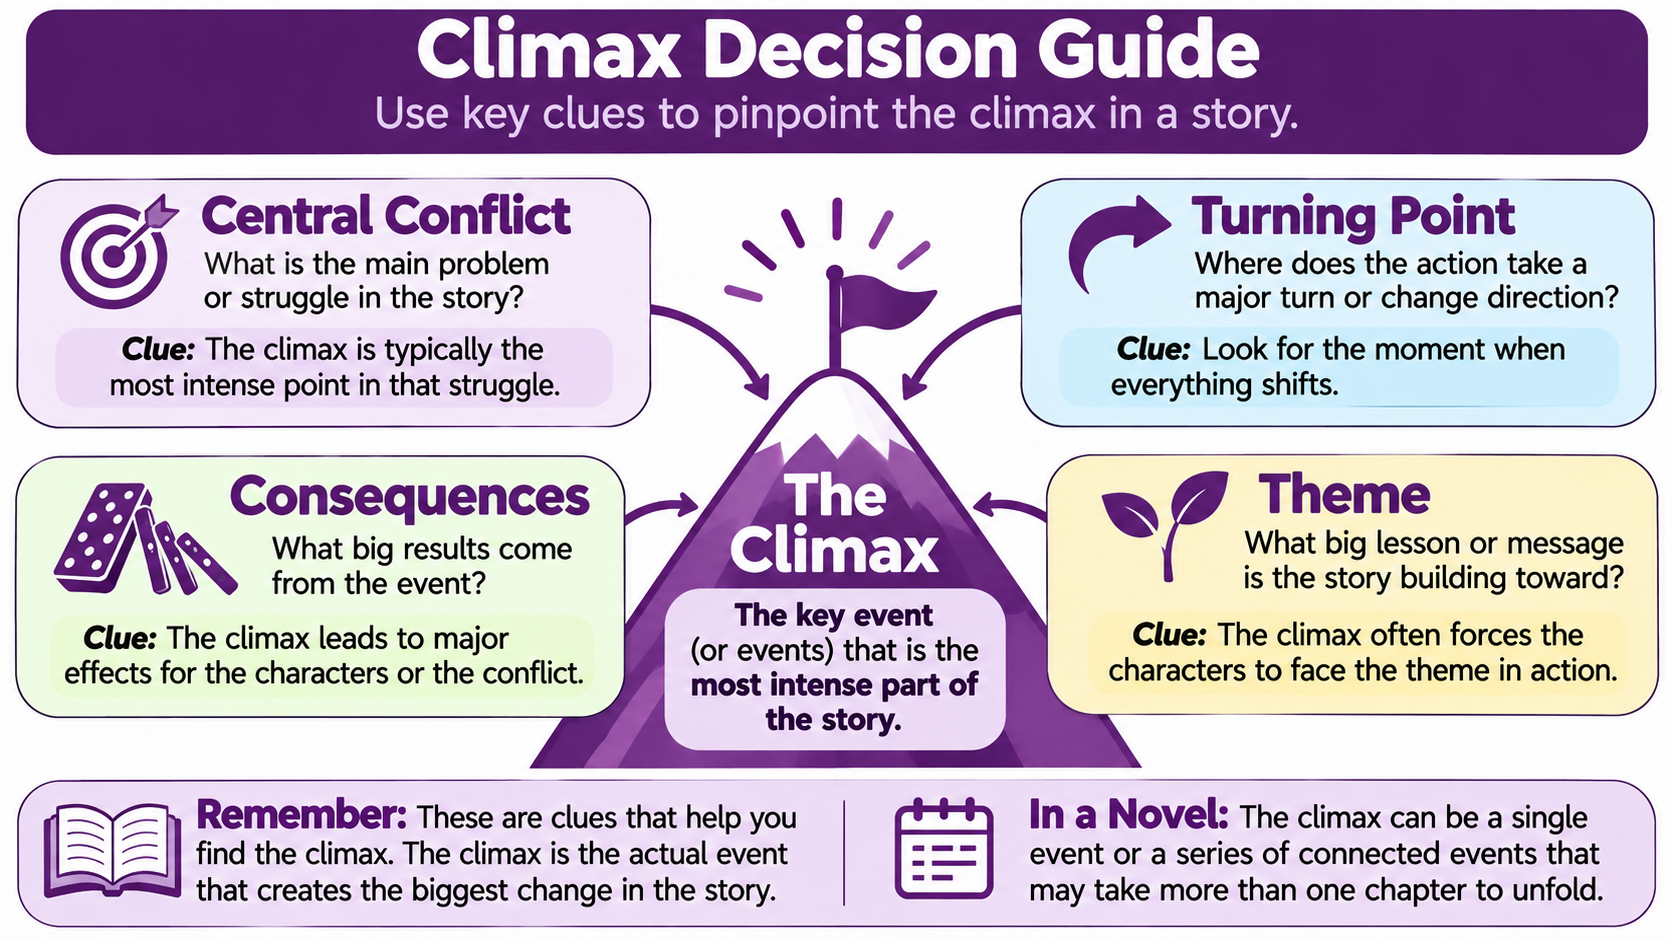 Climax Decision Guide
Use key clues to pinpoint the climax in a story.
Central Conflict
What is the main problem
or struggle in the story?
Clue: The climax is typically the
most intense point in that struggle.
Turning Point
Where does the action take a
major turn or change direction?
Clue: Look for the moment when
everything shifts.
Consequences
What big results come
from the event?
Clue: The climax leads to major
effects for the characters or the conflict.
The
Climax
The key event
(or events) that is the
most intense part of
the story.
Theme
What big lesson or message
is the story building toward?
Clue: The climax often forces the
characters to face the theme in action.
Remember: These are clues that help you
find the climax. The climax is the actual event
that creates the biggest change in the story.
In a Novel: The climax can be a single
event or a series of connected events that
may take more than one chapter to unfold.